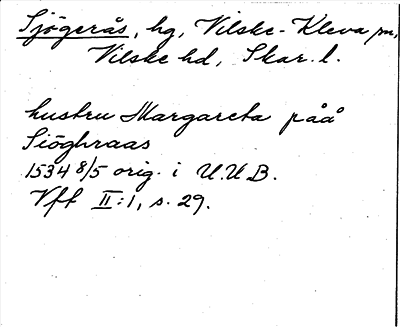 Sjögerås, hg, Vilske-Kleva sn,
Vilske hd, Skar. l.
hustru Margareta påå
Siöghraas
1534 8/5 orig. i U.U.B.
Vff II:1, s. 29.